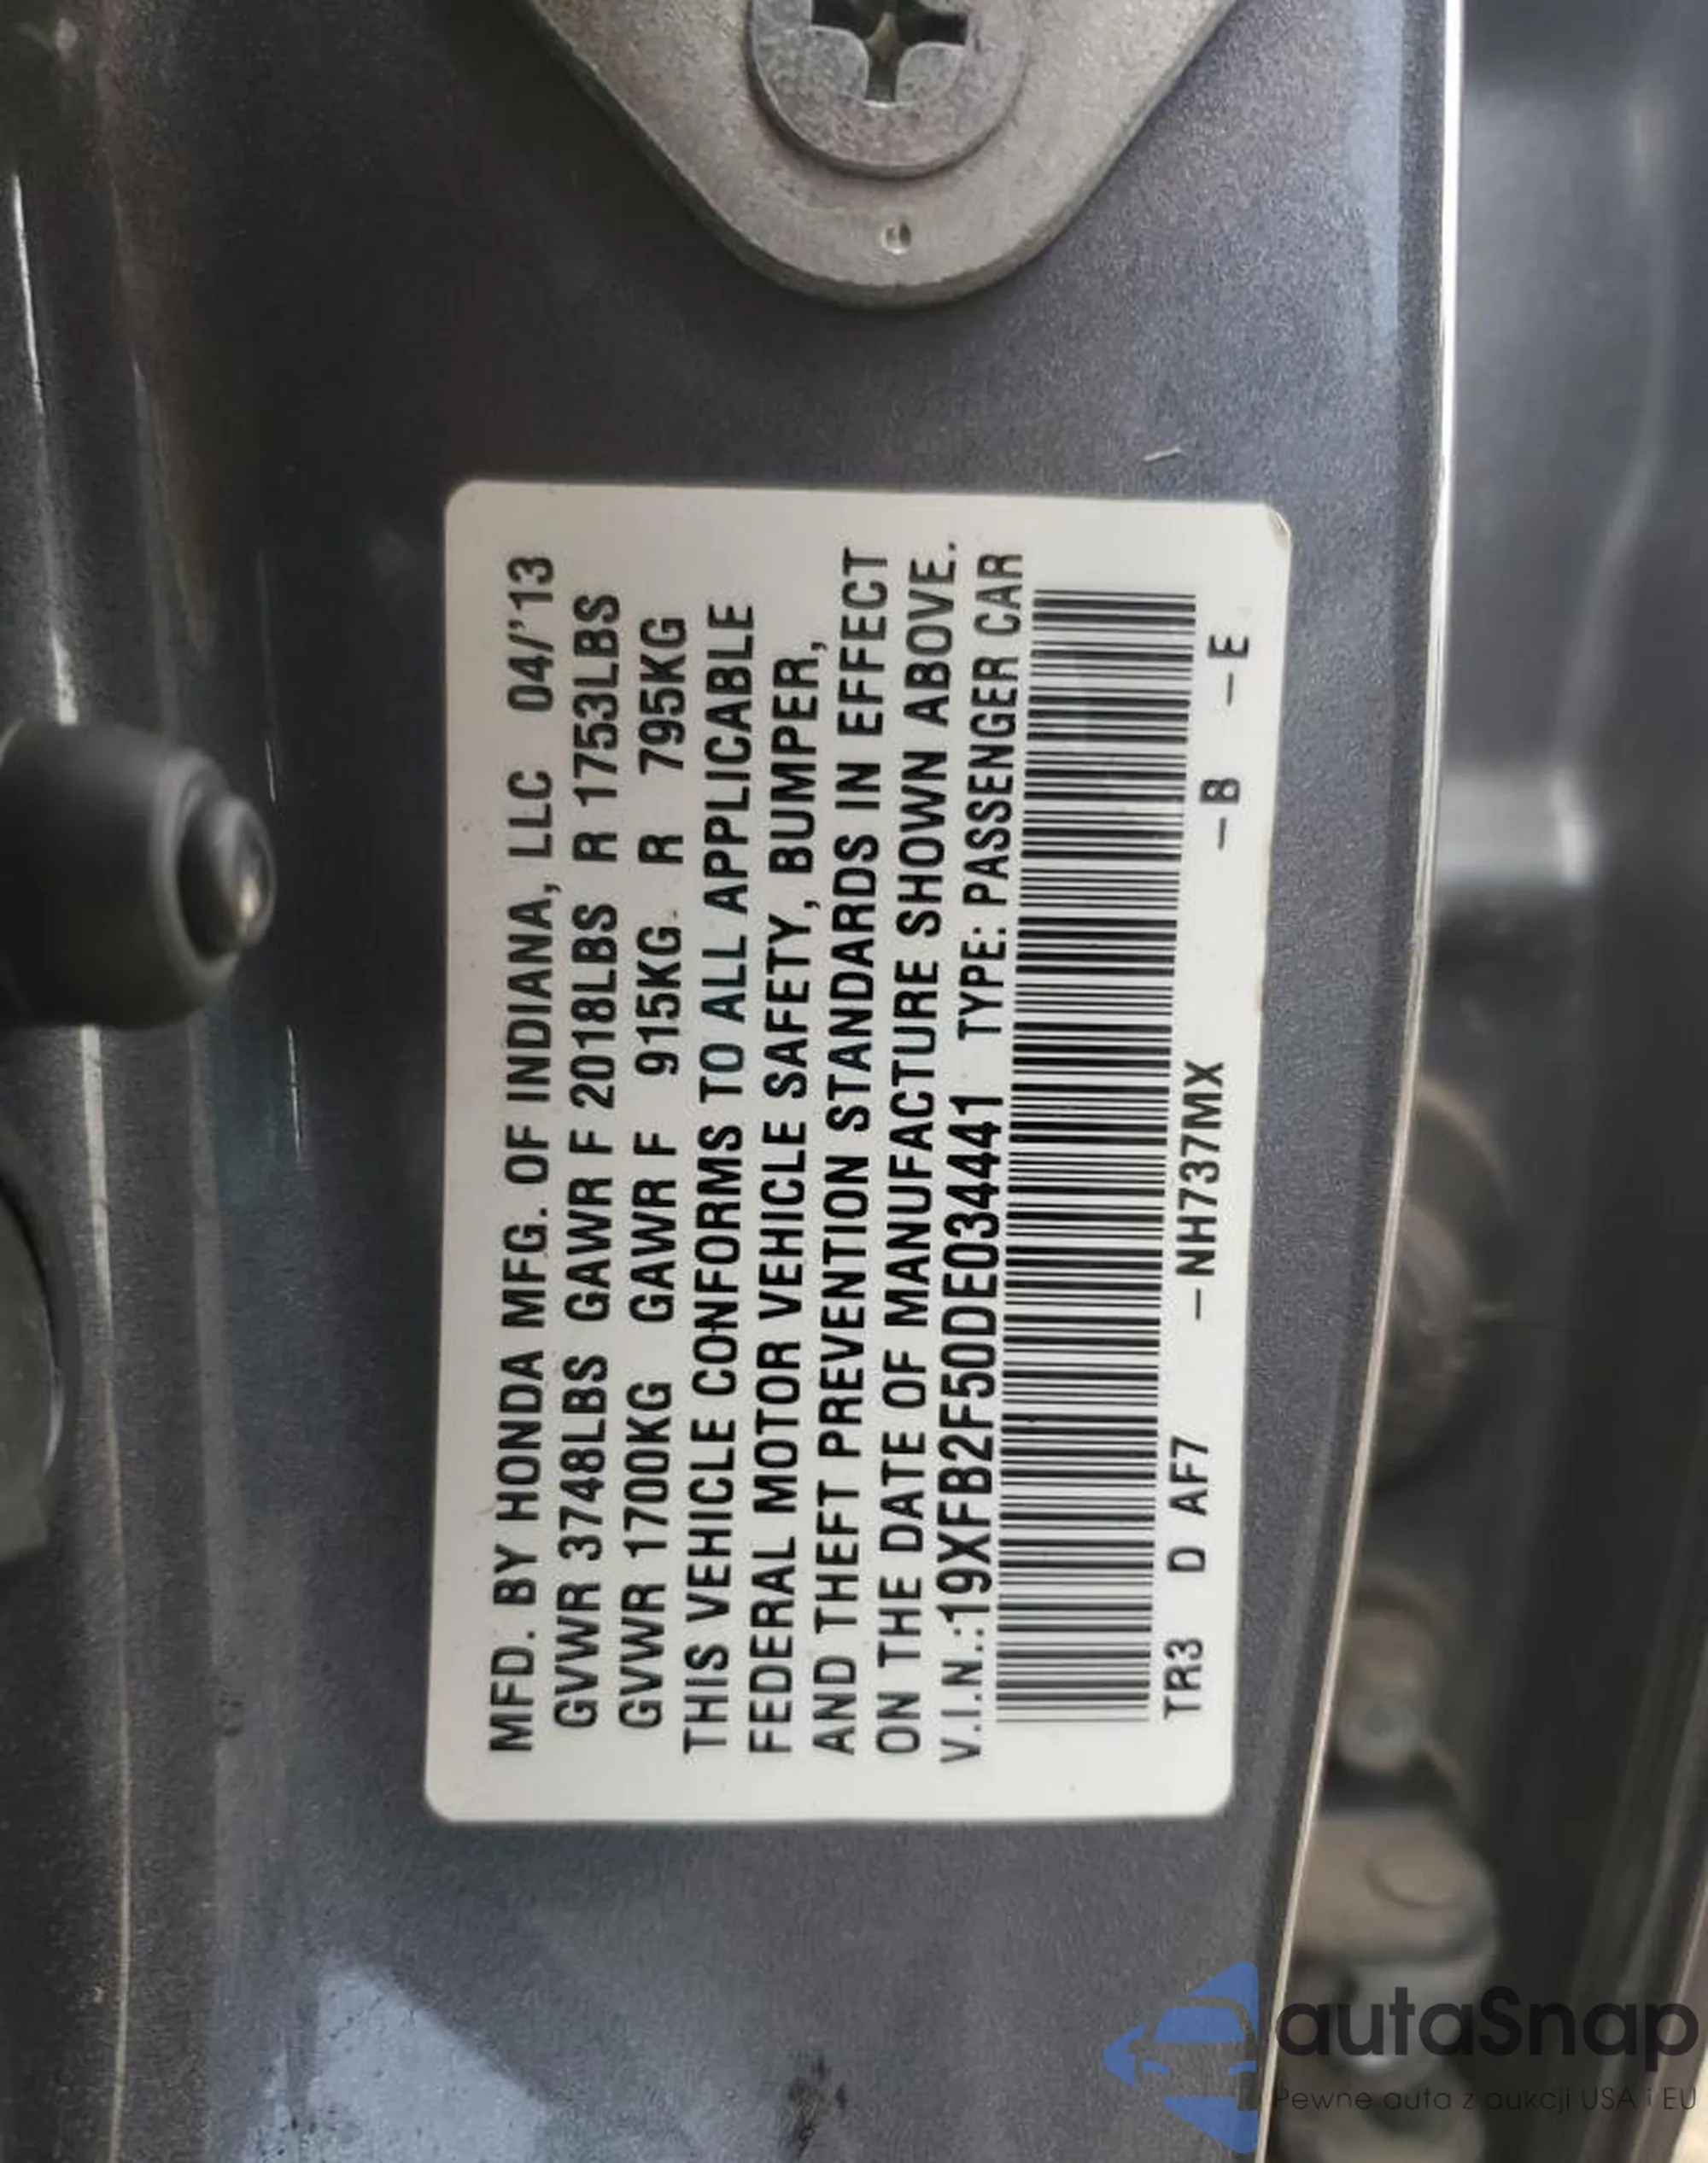 MFD. BY HONDA MFG. OF INDIANA, LLC 04/'13
GVWR 3748LBS GAWR F 2018LBS R 1753LBS
GVWR 1700KG GAWR F 915KG R 795KG
THIS VEHICLE CONFORMS TO ALL APPLICABLE
FEDERAL MOTOR VEHICLE SAFETY, BUMPER,
AND THEFT PREVENTION STANDARDS IN EFFECT
ON THE DATE OF MANUFACTURE SHOWN ABOVE.
V.I.N.:19XFB2F50DE034441 TYPE: PASSENGER CAR
TR3 D AF7 –NH737MX –B –E
autaSnap
Pewne auta z aukcji USA i EU